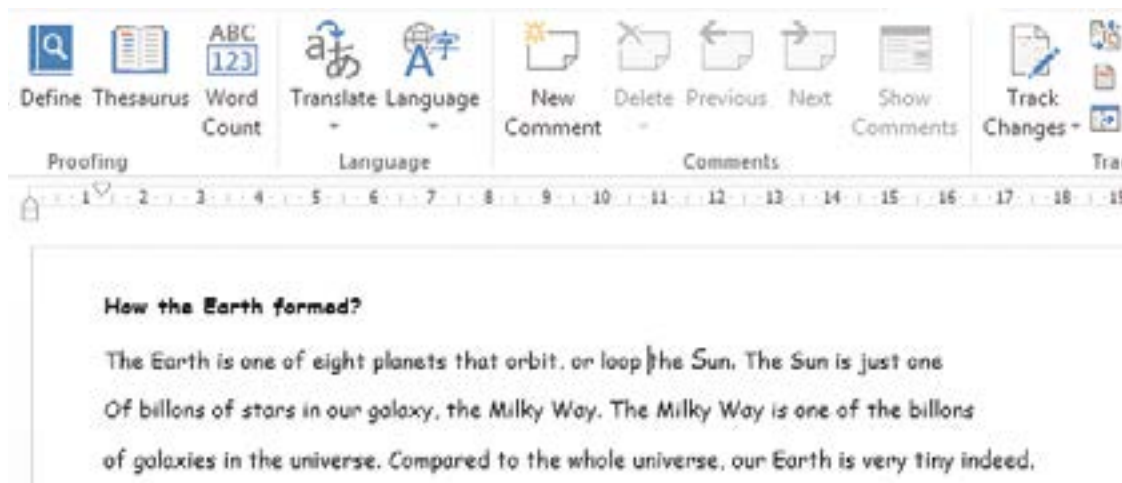 ABC
123
Define Thesaurus Word Count Translate Language New Comment Delete Previous Next Show Comments Track Changes
Proofing Language Comments Tra
1 2 3 4 5 6 7 8 9 10 11 12 13 14 15 16 17 18 19
How the Earth formed?
The Earth is one of eight planets that orbit, or loop the Sun. The Sun is just one
Of billons of stars in our galaxy, the Milky Way. The Milky Way is one of the billons
of galaxies in the universe. Compared to the whole universe, our Earth is very tiny indeed.